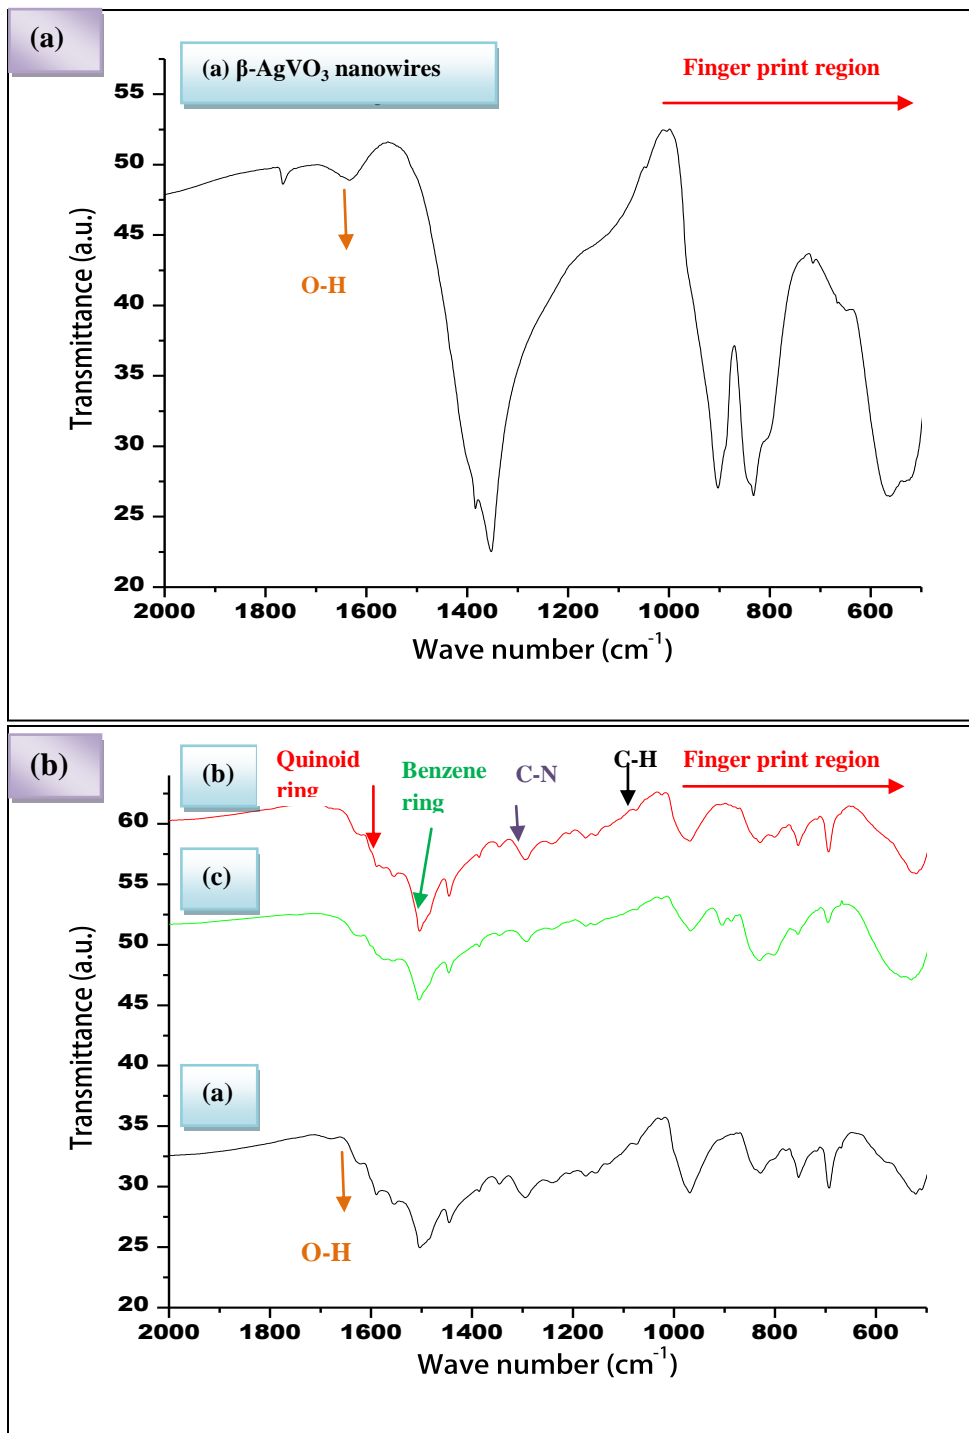 (a)
(a) β-AgVO3 nanowires
Finger print region
55
50
45
40
35
30
25
20
O-H
Transmittance (a.u.)
2000 1800 1600 1400 1200 1000 800 600
Wave number (cm-1)
(b)
(b)
Quinoid
ring
Benzene
ring
C-N
C-H
Finger print region
60
55
50
45
40
35
30
25
20
(c)
(a)
O-H
Transmittance (a.u.)
2000 1800 1600 1400 1200 1000 800 600
Wave number (cm-1)